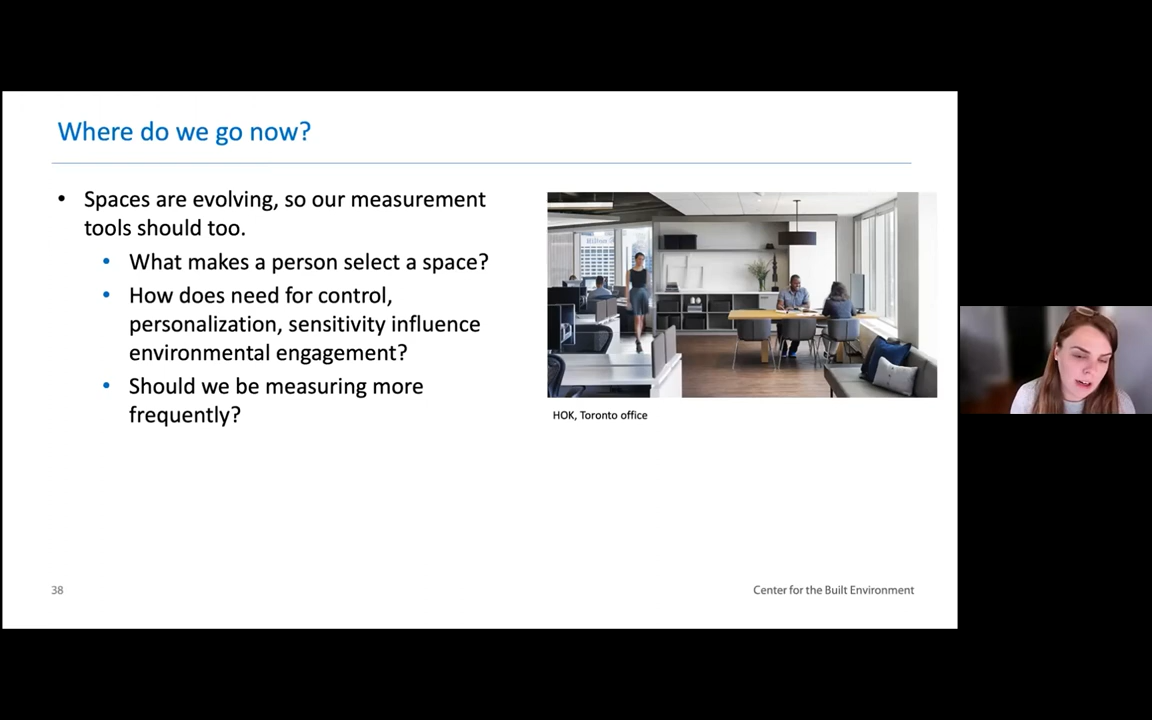 Where do we go now?
• Spaces are evolving, so our measurement
tools should too.
• What makes a person select a space?
• How does need for control,
personalization, sensitivity influence
environmental engagement?
• Should we be measuring more
frequently?
Hilton
HOK, Toronto office
38
Center for the Built Environment